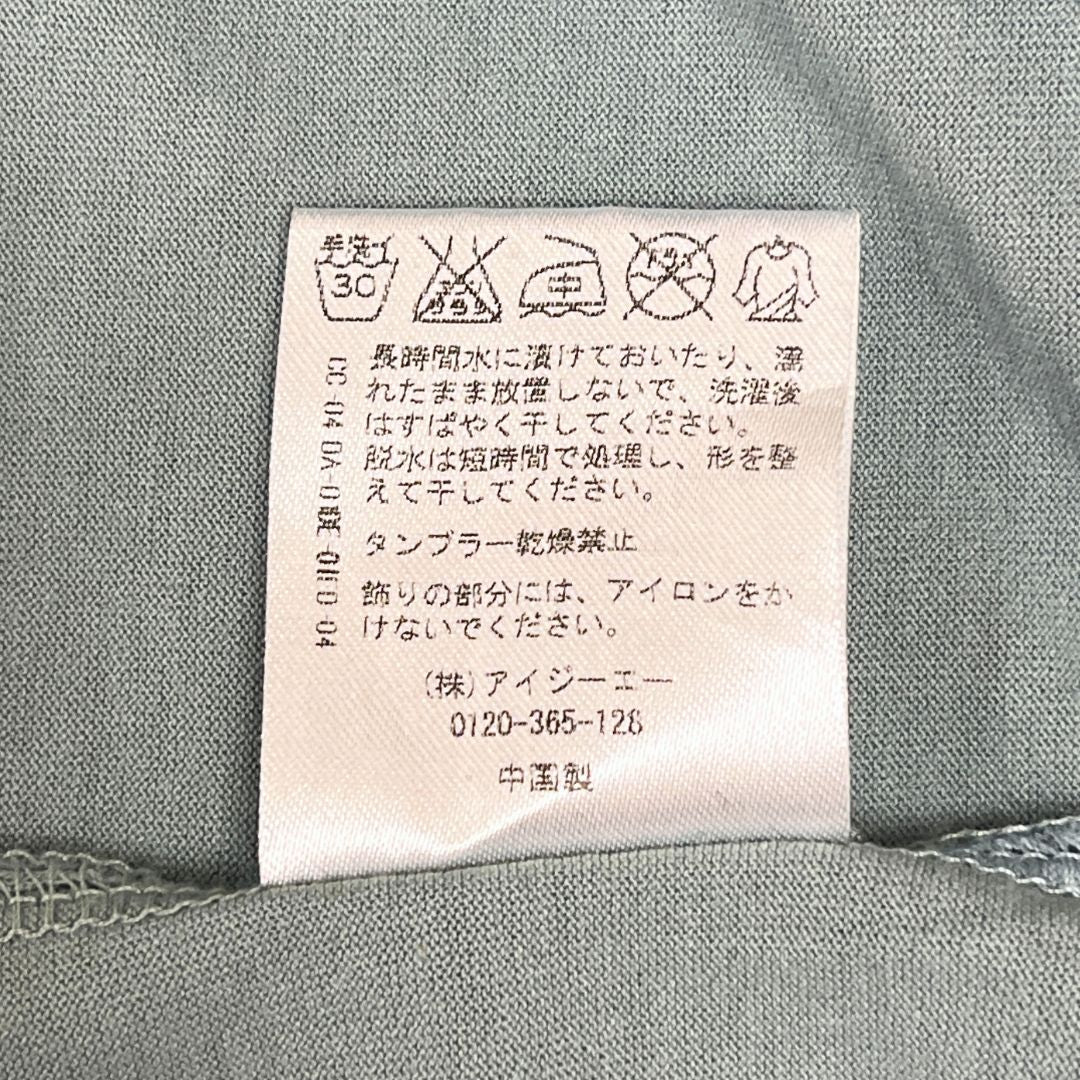 手洗イ
30
中
長時間水に漬けておいたり、濡
れたまま放置しないで、洗濯後
はすばやく干してください。
脱水は短時間で処理し、形を整
えて干してください。
タンブラー乾燥禁止
飾りの部分には、アイロンをか
けないでください。
(株)アイジーエー
0120-365-128
中国製